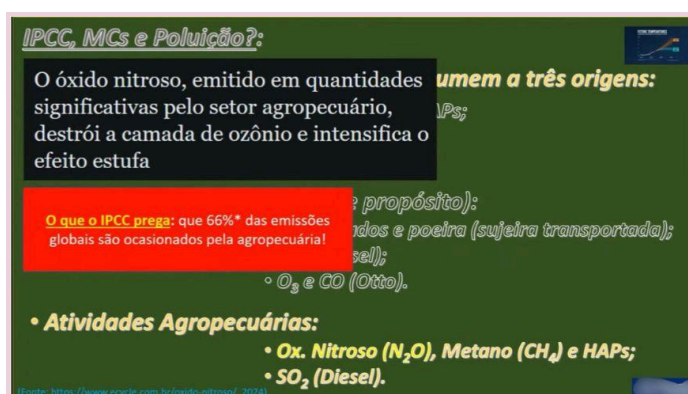 IPCC, MCs e Poluição?:
FUTURE TEMPERATURES
O óxido nitroso, emitido em quantidades
significativas pelo setor agropecuário,
destrói a camada de ozônio e intensifica o
efeito estufa
umem a três origens:
APs;
O que o IPCC prega: que 66%* das emissões
globais são ocasionados pela agropecuária!
e propósito):
dos e poeira (sujeira transportada);
sel);
• O₃ e CO (Otto).
• Atividades Agropecuárias:
• Ox. Nitroso (N₂O), Metano (CH₄) e HAPs;
• SO₂ (Diesel).
(Fonte: https://www.ecycle.com.br/oxido-nitroso/, 2024)